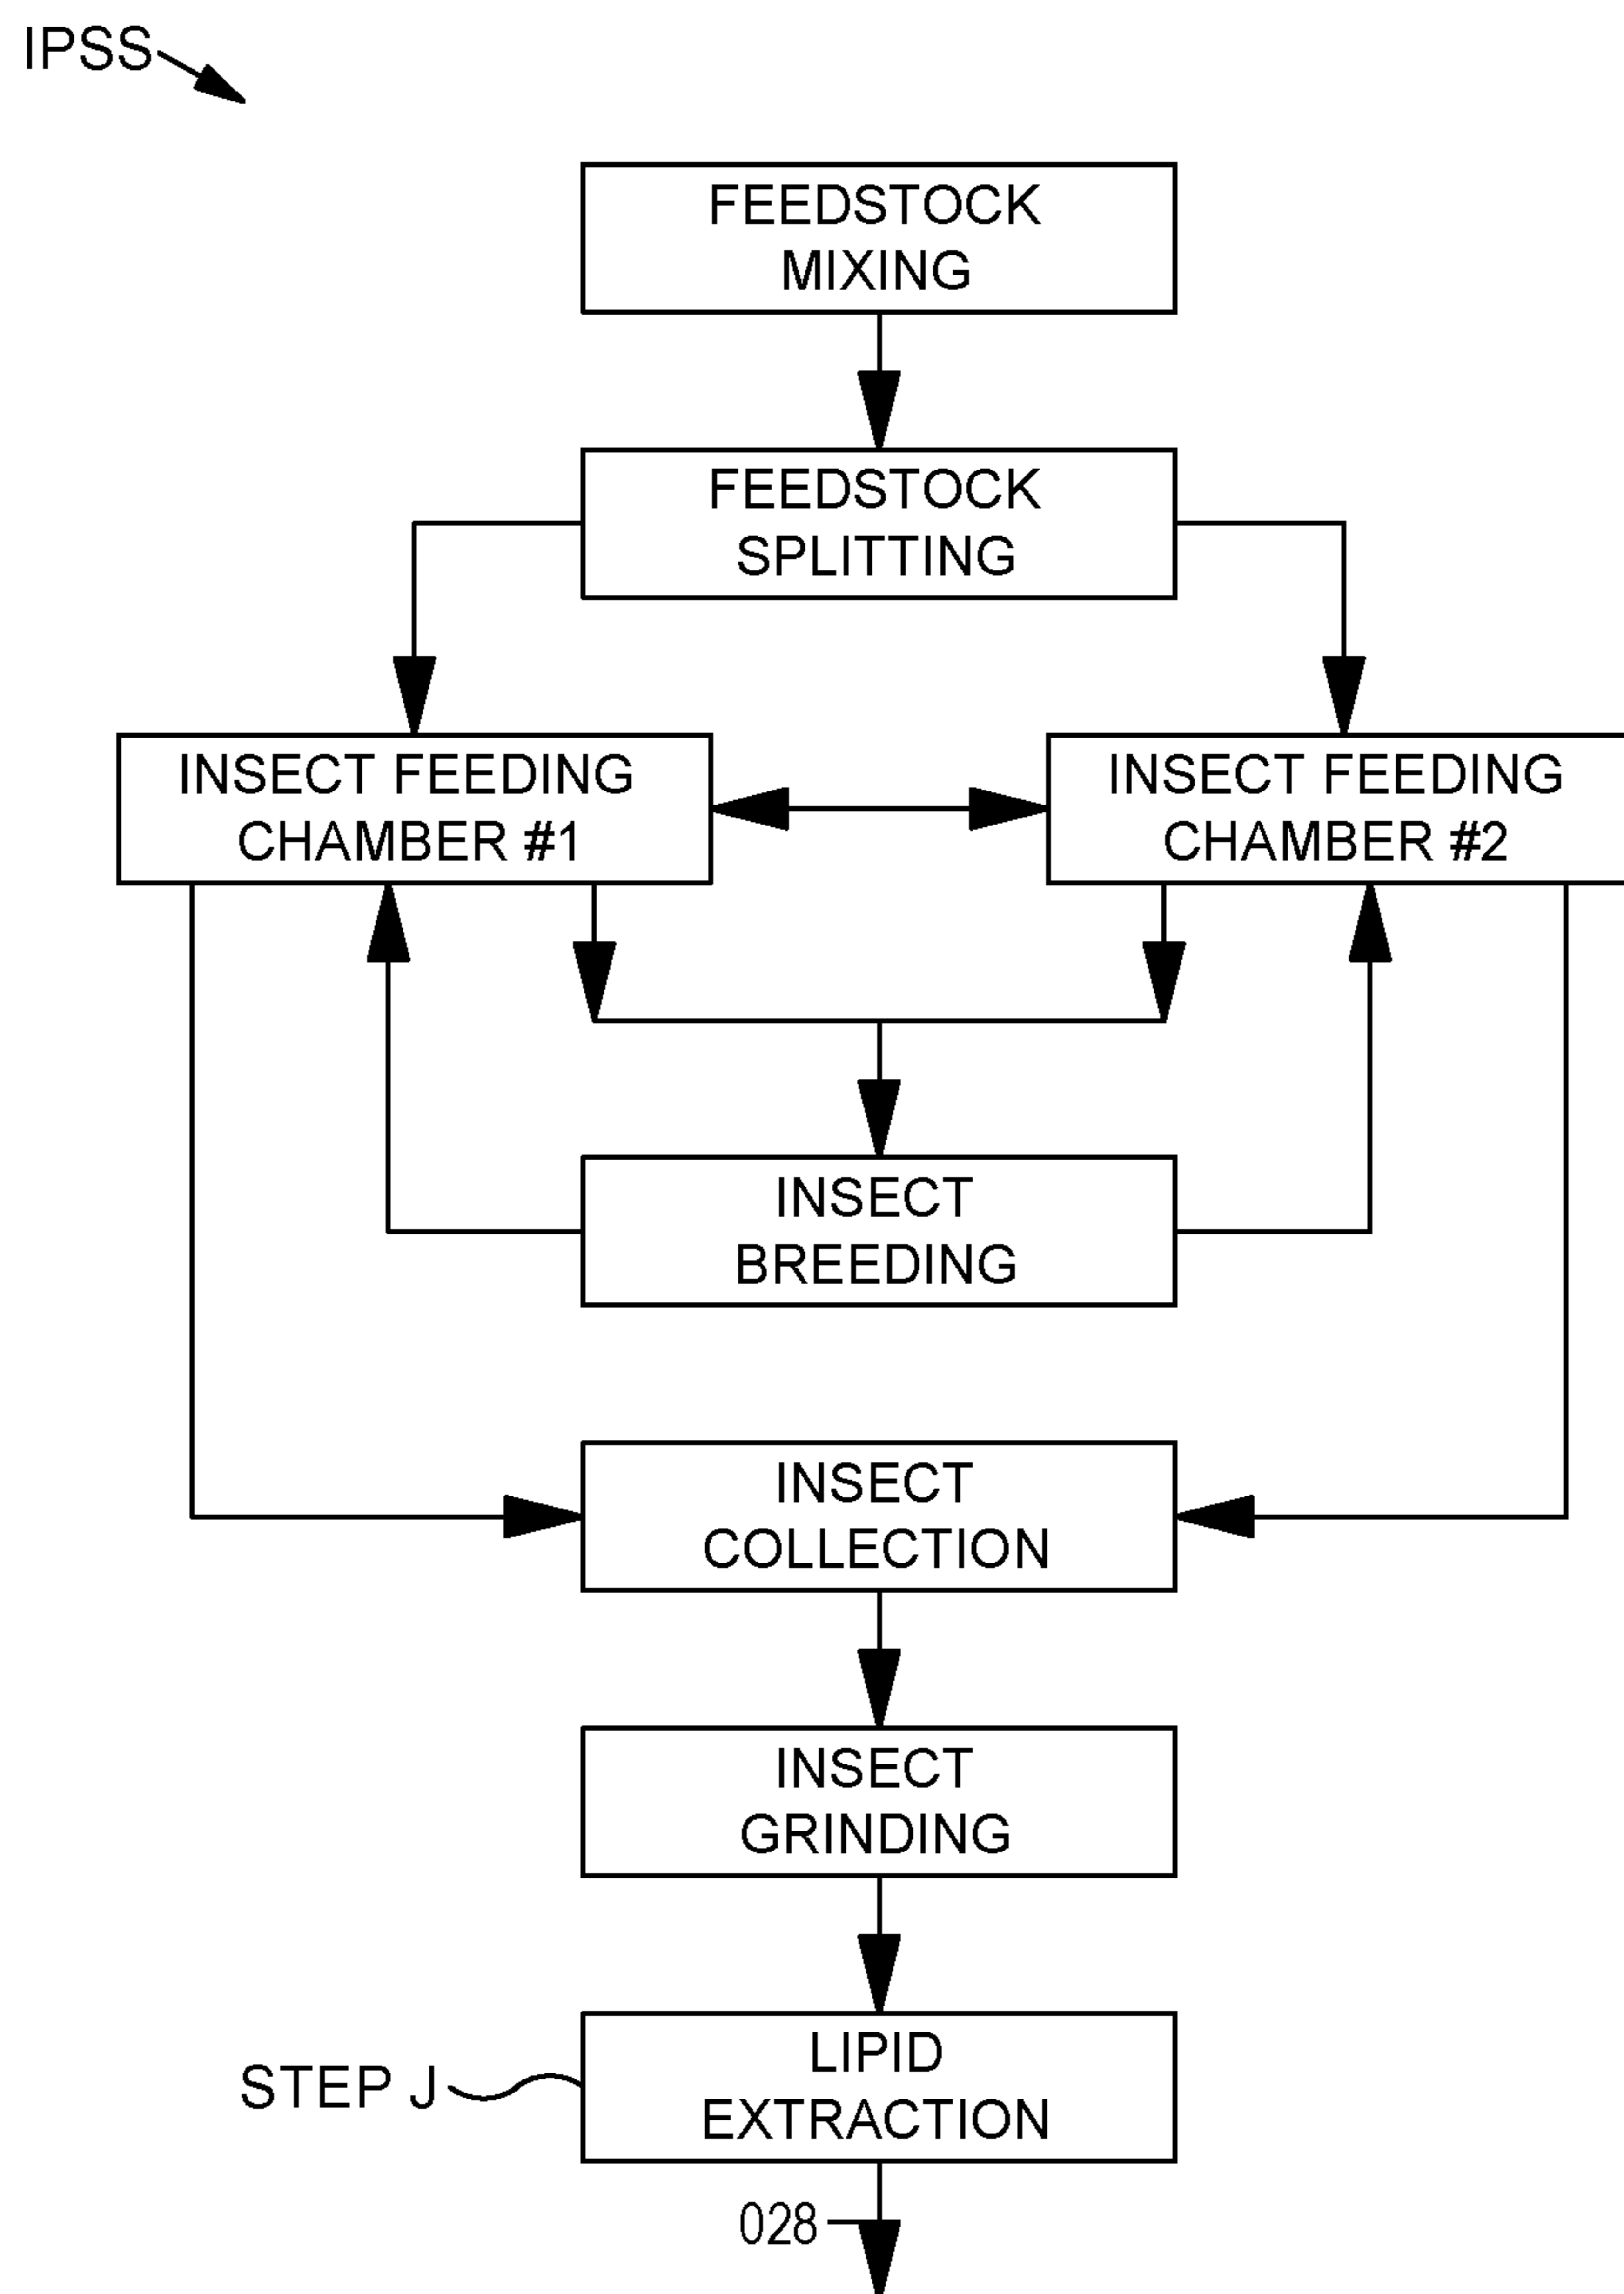 IPSS
FEEDSTOCK
MIXING
FEEDSTOCK
SPLITTING
INSECT FEEDING
CHAMBER #1
INSECT FEEDING
CHAMBER #2
INSECT
BREEDING
INSECT
COLLECTION
INSECT
GRINDING
STEP J
LIPID
EXTRACTION
028